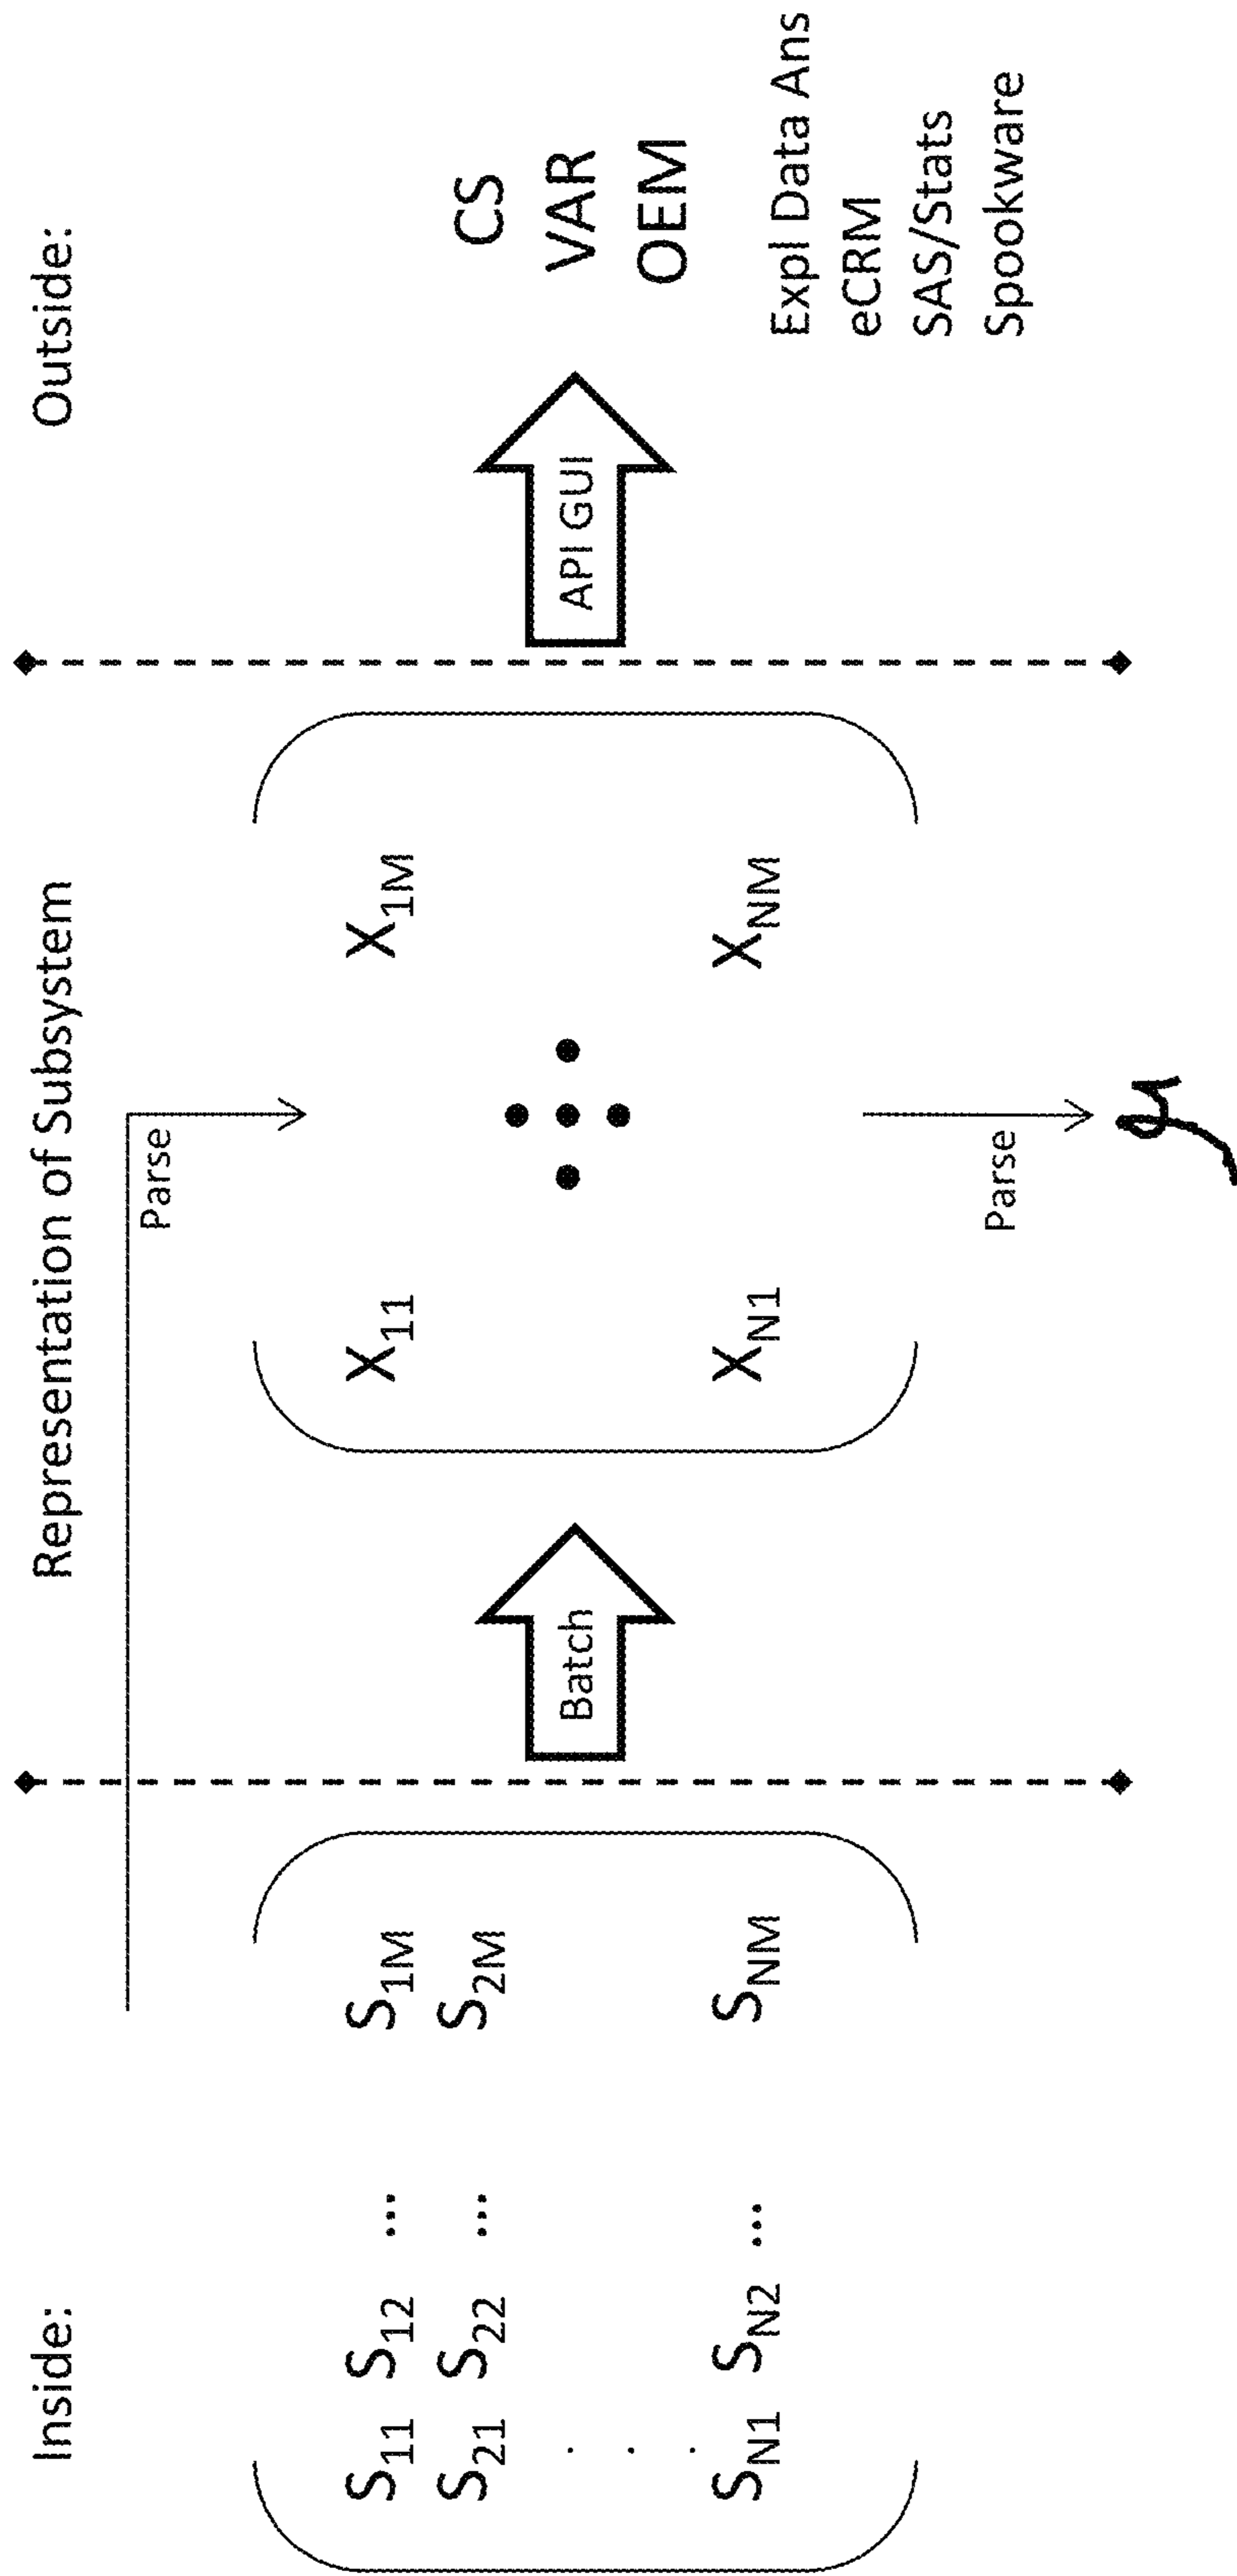 Inside:
S11 S12 ... S1M
S21 S22 ... S2M
.
.
.
SN1 SN2 ... SNM
Representation of Subsystem
Parse
Batch
X11 X1M
XN1 XNM
Parse
Outside:
API GUI
CS
VAR
OEM
Expl Data Ans
eCRM
SAS/Stats
Spookware